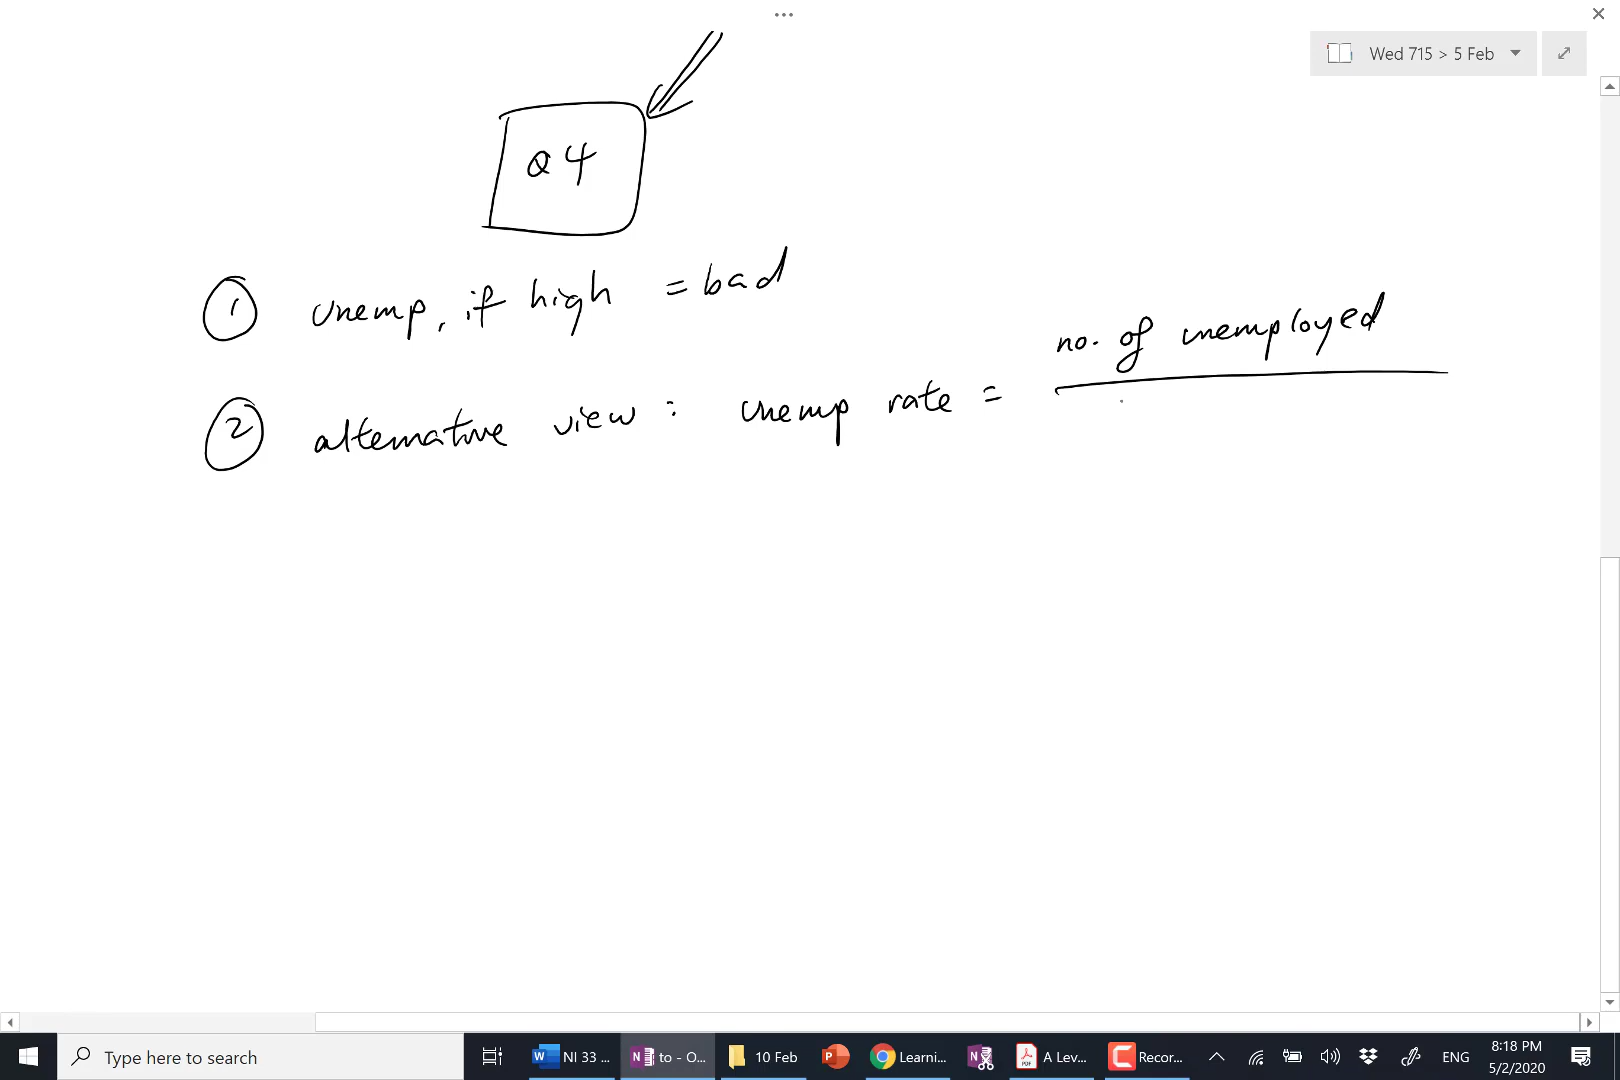 Wed 715 > 5 Feb
Q4
① unemp, if high = bad
no. of unemployed
② alternative view : unemp rate =
Type here to search
NI 33 ...
to - O...
10 Feb
Learni...
A Lev...
Recor...
ENG
8:18 PM
5/2/2020